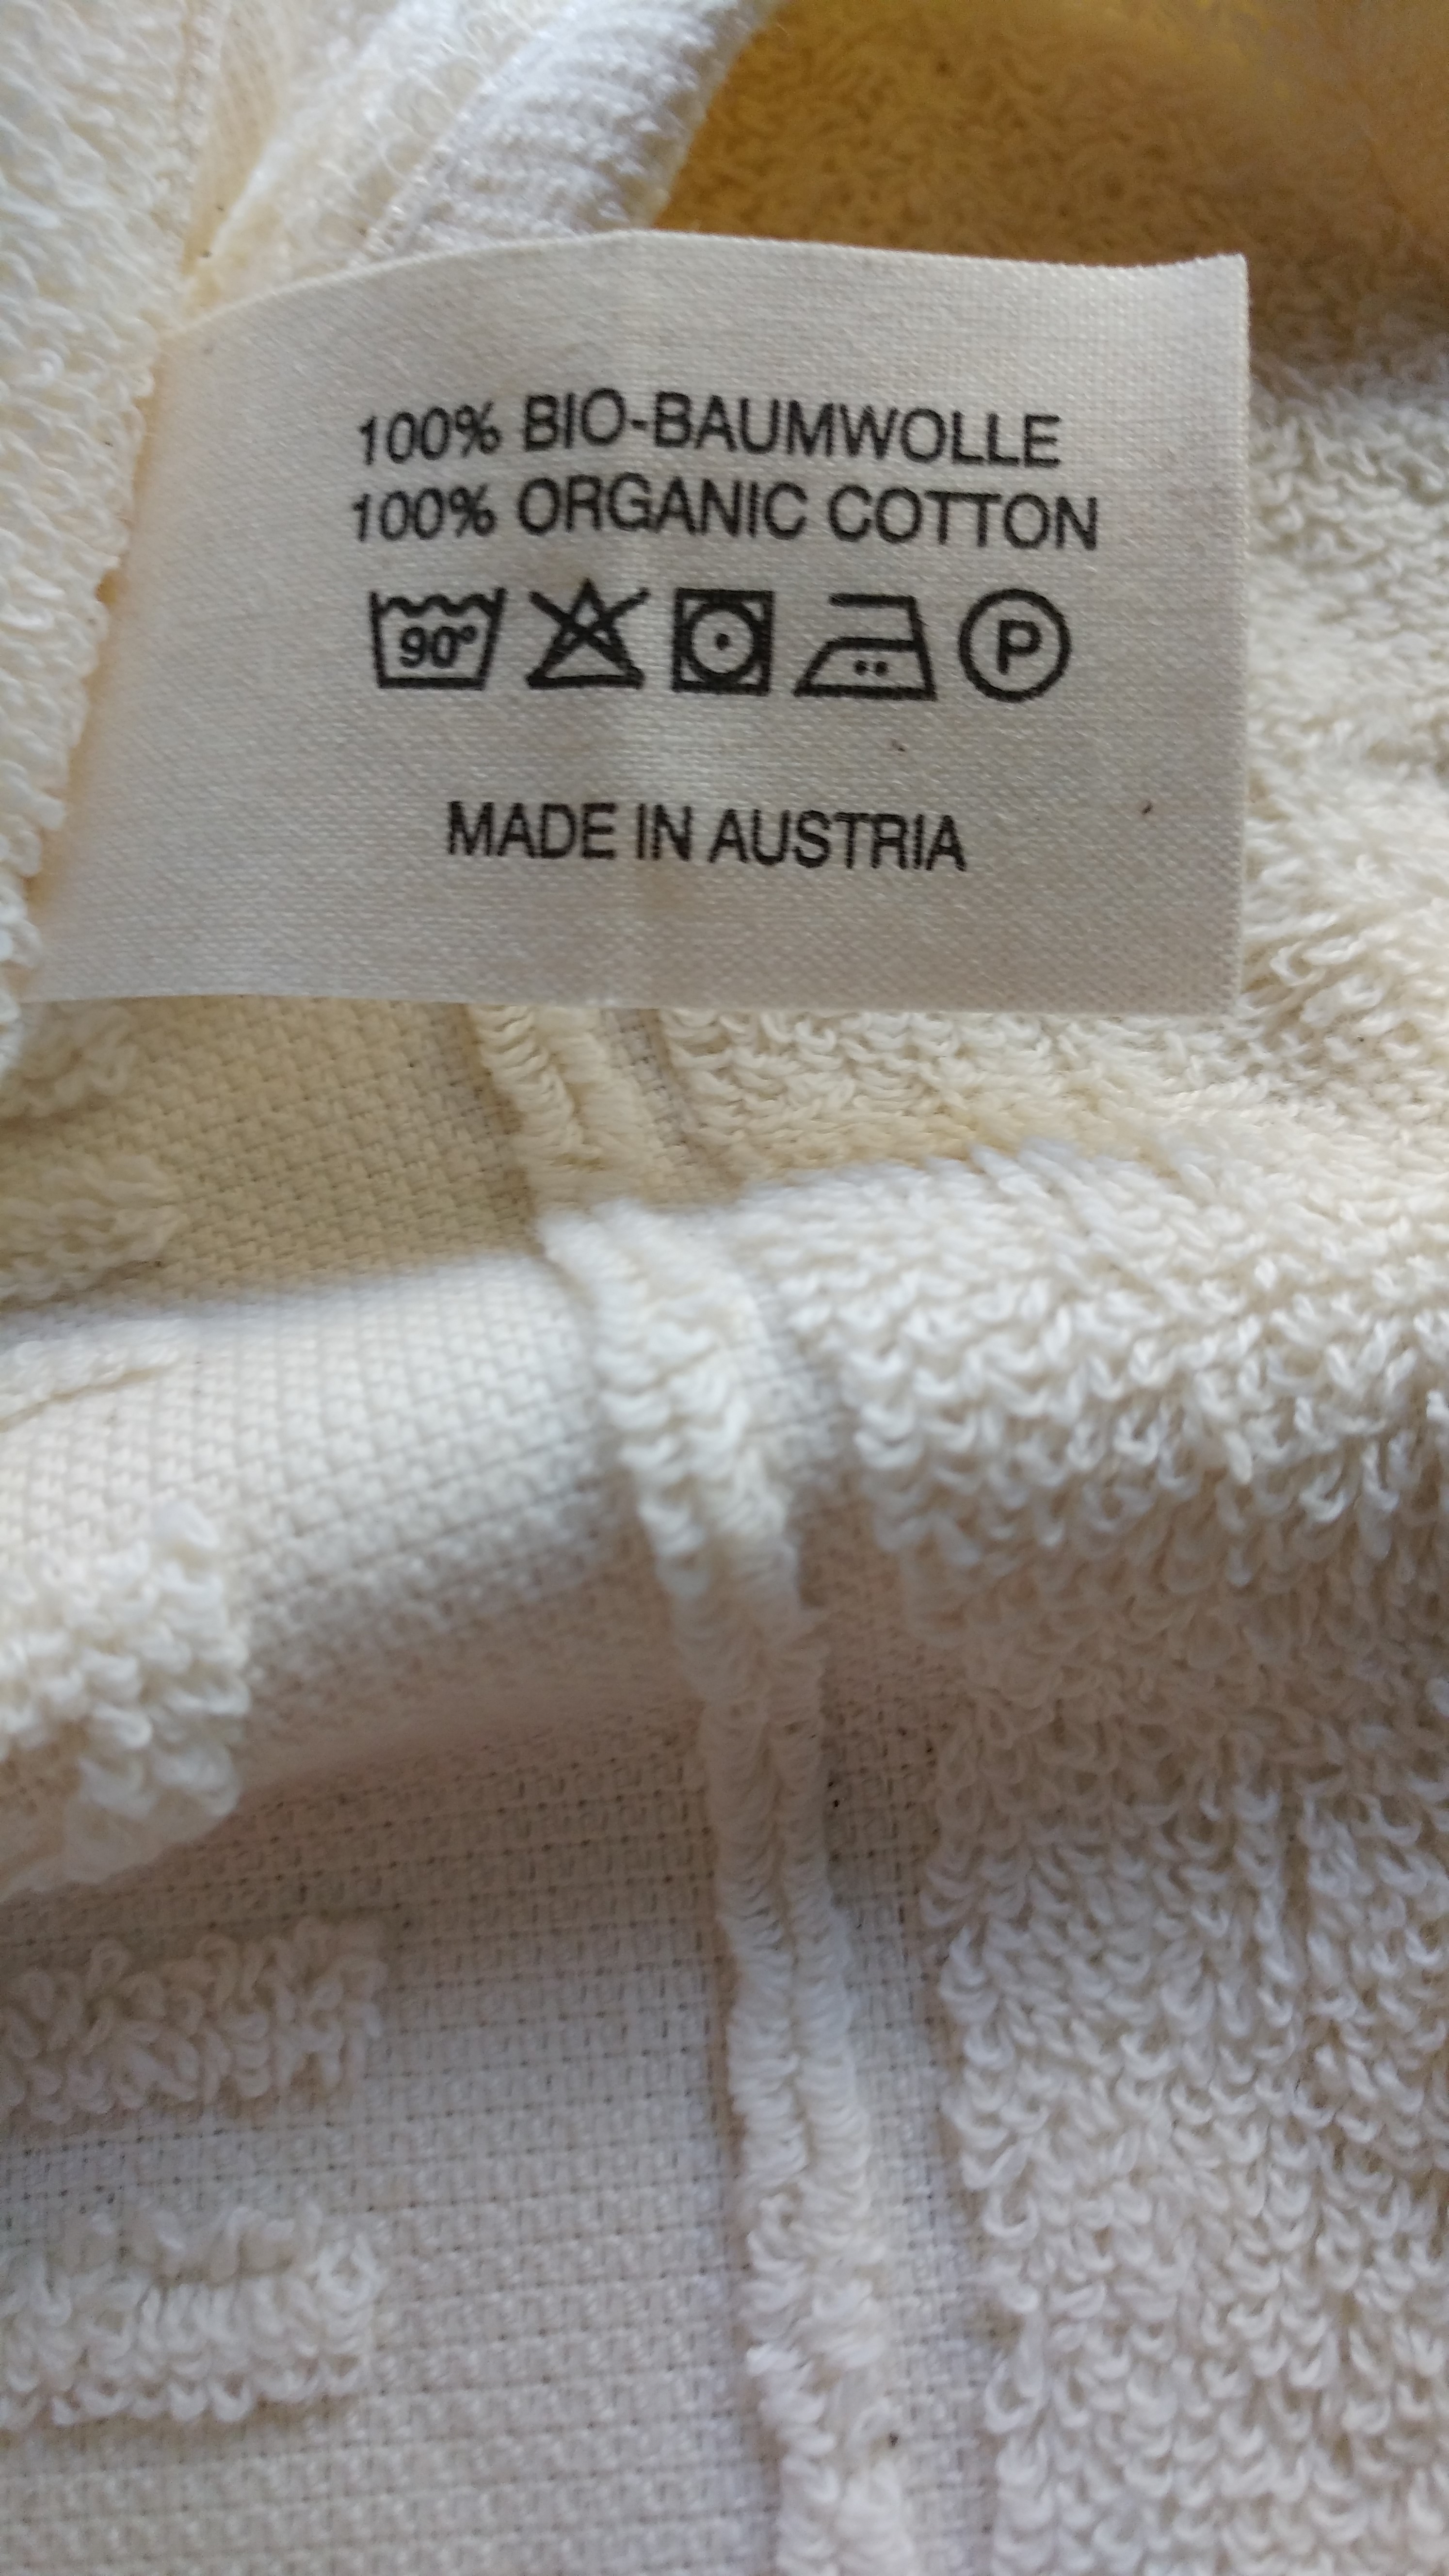 100% BIO-BAUMWOLLE
100% ORGANIC COTTON
90° P
MADE IN AUSTRIA